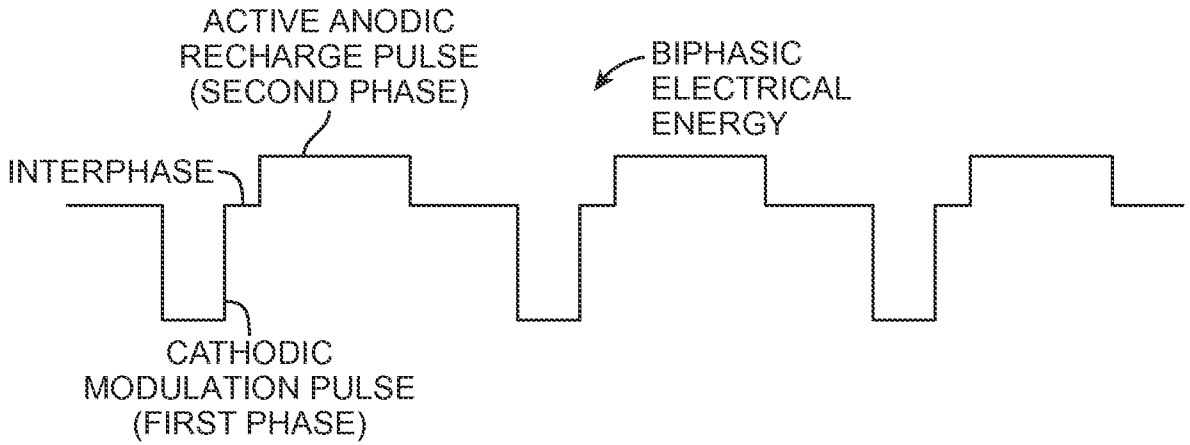 ACTIVE ANODIC
RECHARGE PULSE
(SECOND PHASE)
BIPHASIC
ELECTRICAL
ENERGY
INTERPHASE
CATHODIC
MODULATION PULSE
(FIRST PHASE)